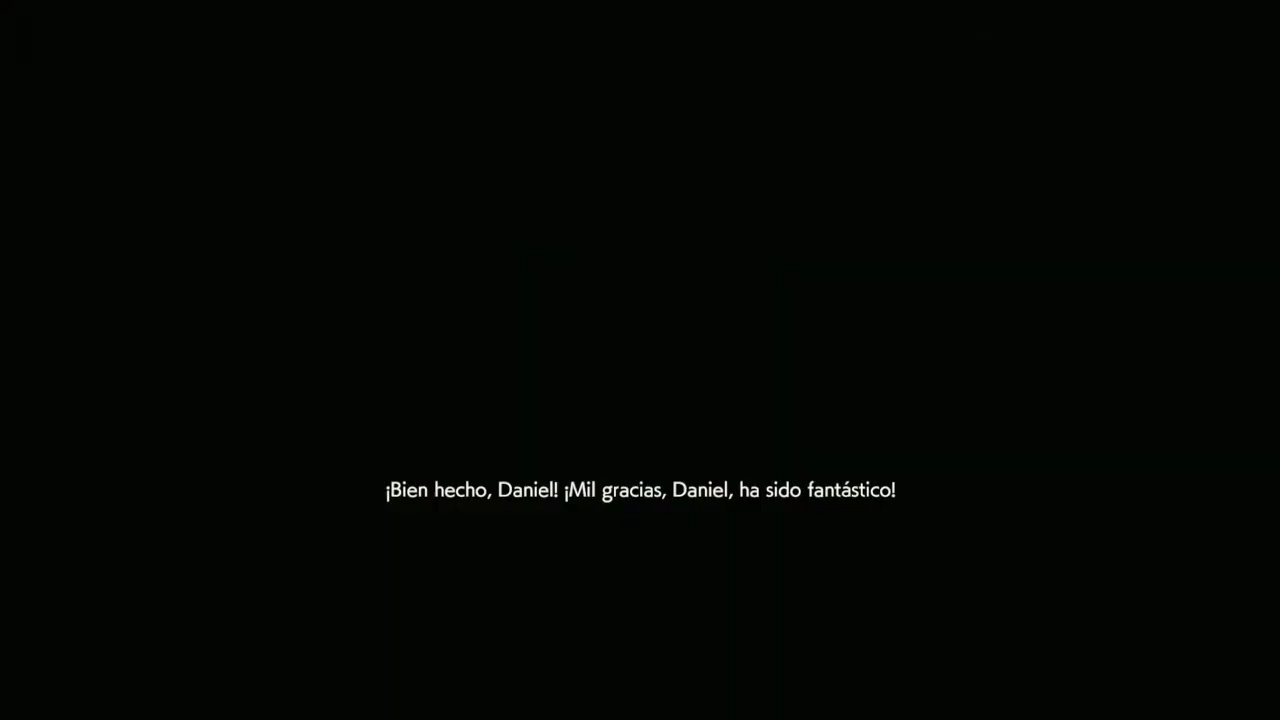 ¡Bien hecho, Daniel! ¡Mil gracias, Daniel, ha sido fantástico!